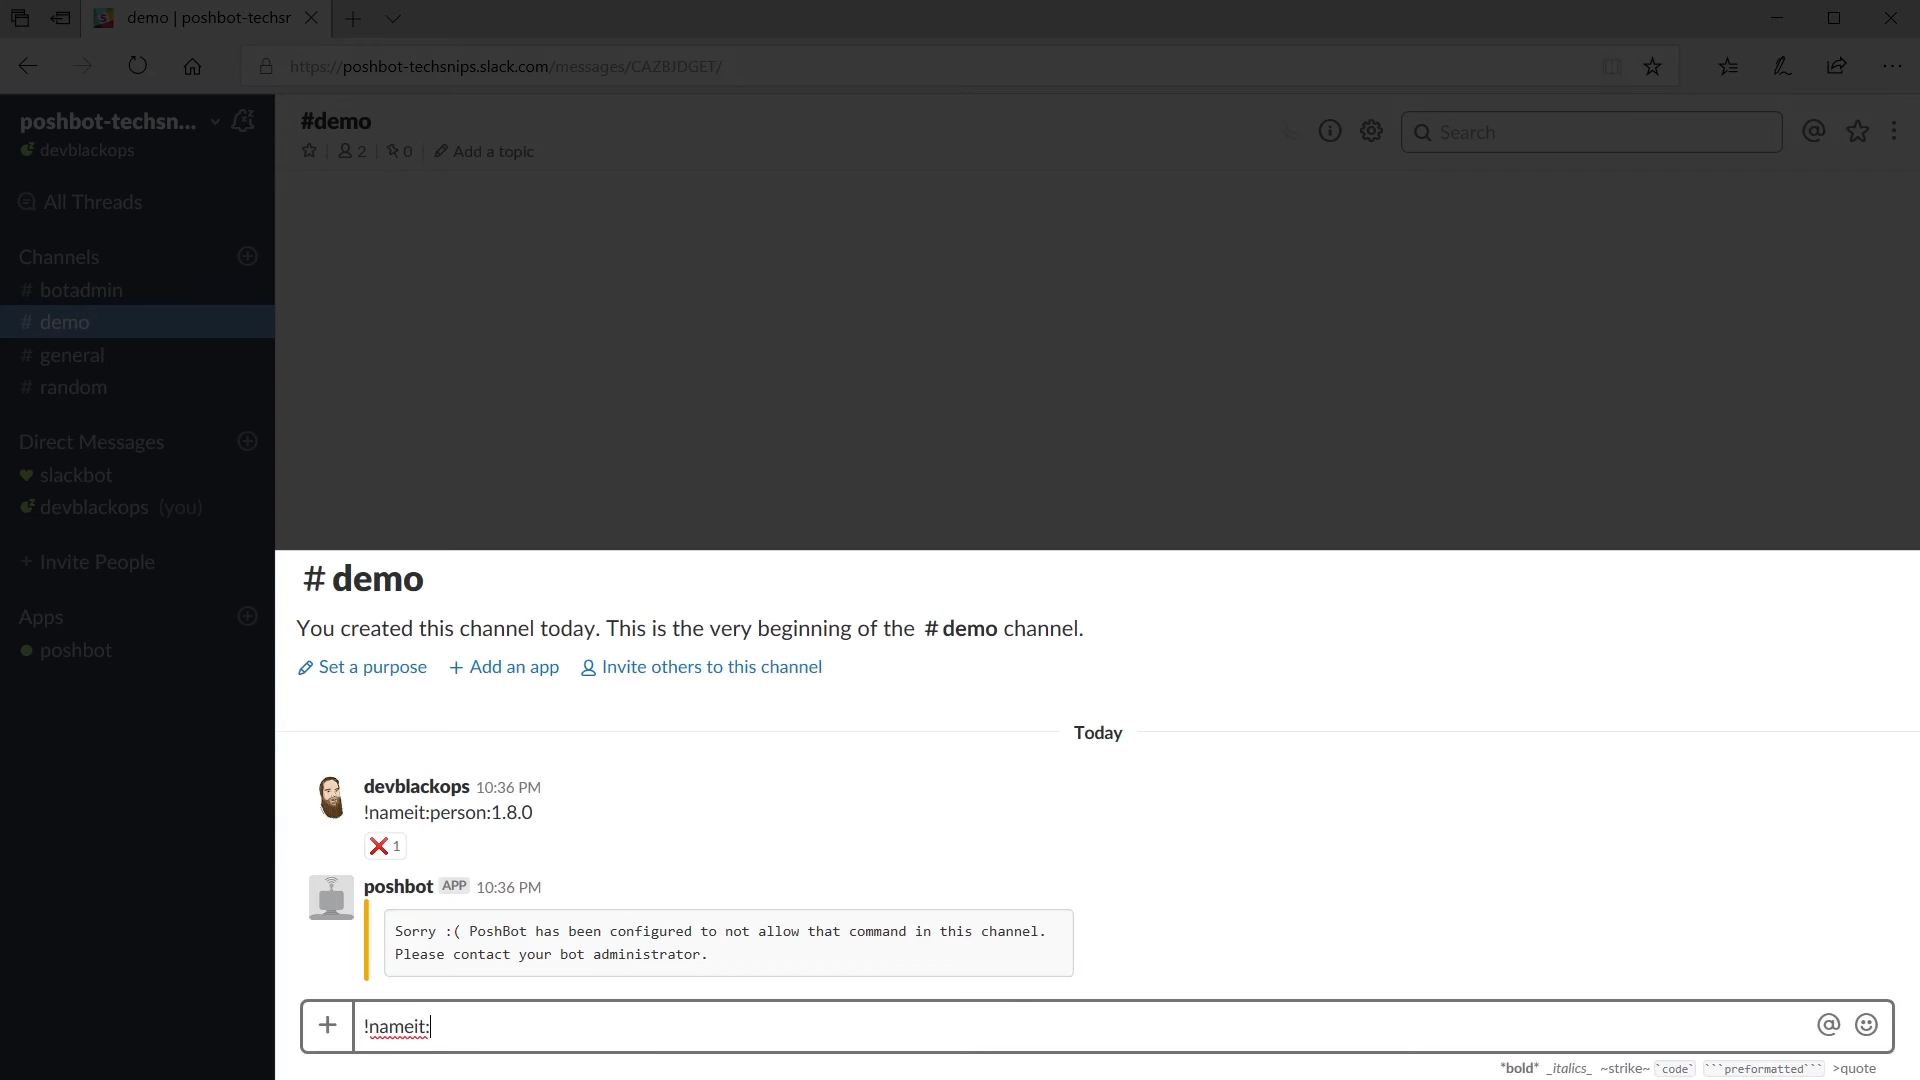 demo | poshbot-techsr
https://poshbot-techsnips.slack.com/messages/CAZBJDGET/
poshbot-techsn...
devblackops
All Threads
Channels
# botadmin
# demo
# general
# random
Direct Messages
slackbot
devblackops (you)
+ Invite People
Apps
poshbot
#demo
2
0
Add a topic
Search
# demo
You created this channel today. This is the very beginning of the # demo channel.
Set a purpose + Add an app Invite others to this channel
Today
devblackops 10:36 PM
!nameit:person:1.8.0
1
poshbot APP 10:36 PM
Sorry :( PoshBot has been configured to not allow that command in this channel.
Please contact your bot administrator.
!nameit:
*bold* _italics_ ~strike~ `code` ```preformatted``` >quote